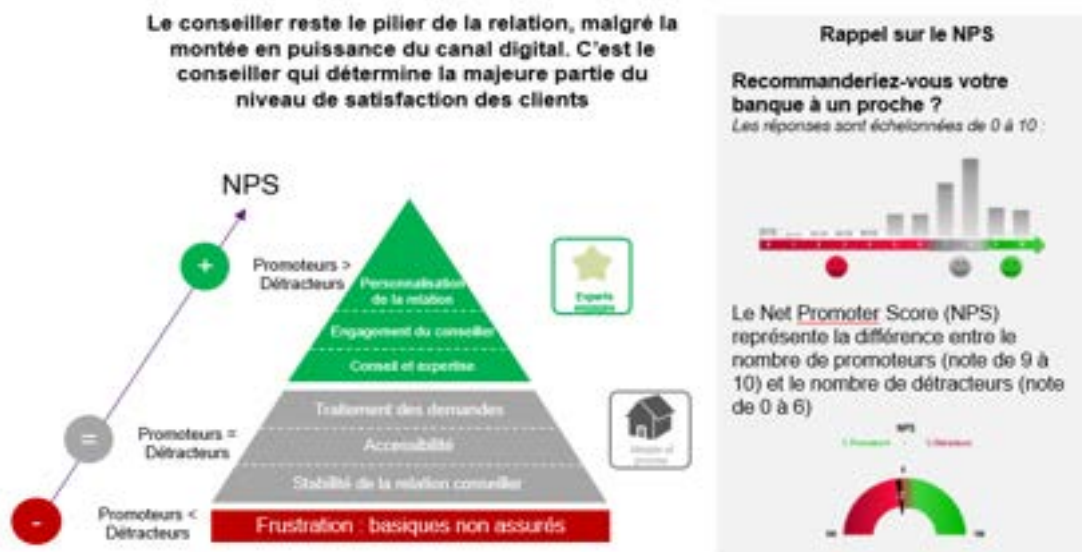 Le conseiller reste le pilier de la relation, malgré la
montée en puissance du canal digital. C'est le
conseiller qui détermine la majeure partie du
niveau de satisfaction des clients
NPS
+
Promoteurs >
Détracteurs
Personnalisation
de la relation
Engagement du conseiller
Conseil et expertise
Experts
engagés
=
Promoteurs =
Détracteurs
Traitement des demandes
Accessibilité
Stabilité de la relation conseiller
-
Promoteurs <
Détracteurs
Frustration : basiques non assurés
Rappel sur le NPS
Recommanderiez-vous votre
banque à un proche ?
Les réponses sont échelonnées de 0 à 10
Le Net Promoter Score (NPS)
représente la différence entre le
nombre de promoteurs (note de 9 à
10) et le nombre de détracteurs (note
de 0 à 6)
NPS